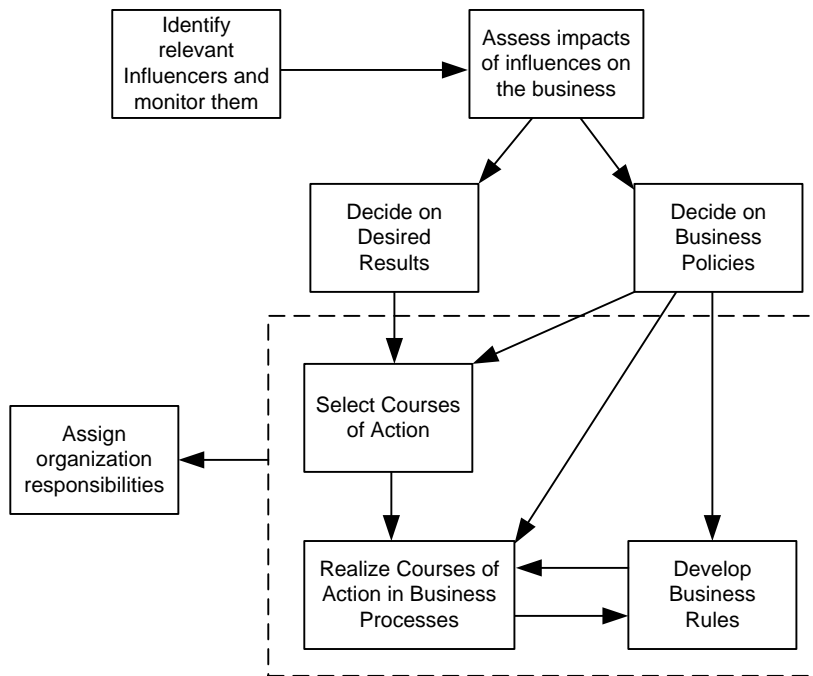 Identify
relevant
Influencers and
monitor them
Assess impacts
of influences on
the business
Decide on
Desired
Results
Decide on
Business
Policies
Select Courses
of Action
Assign
organization
responsibilities
Realize Courses of
Action in Business
Processes
Develop
Business
Rules